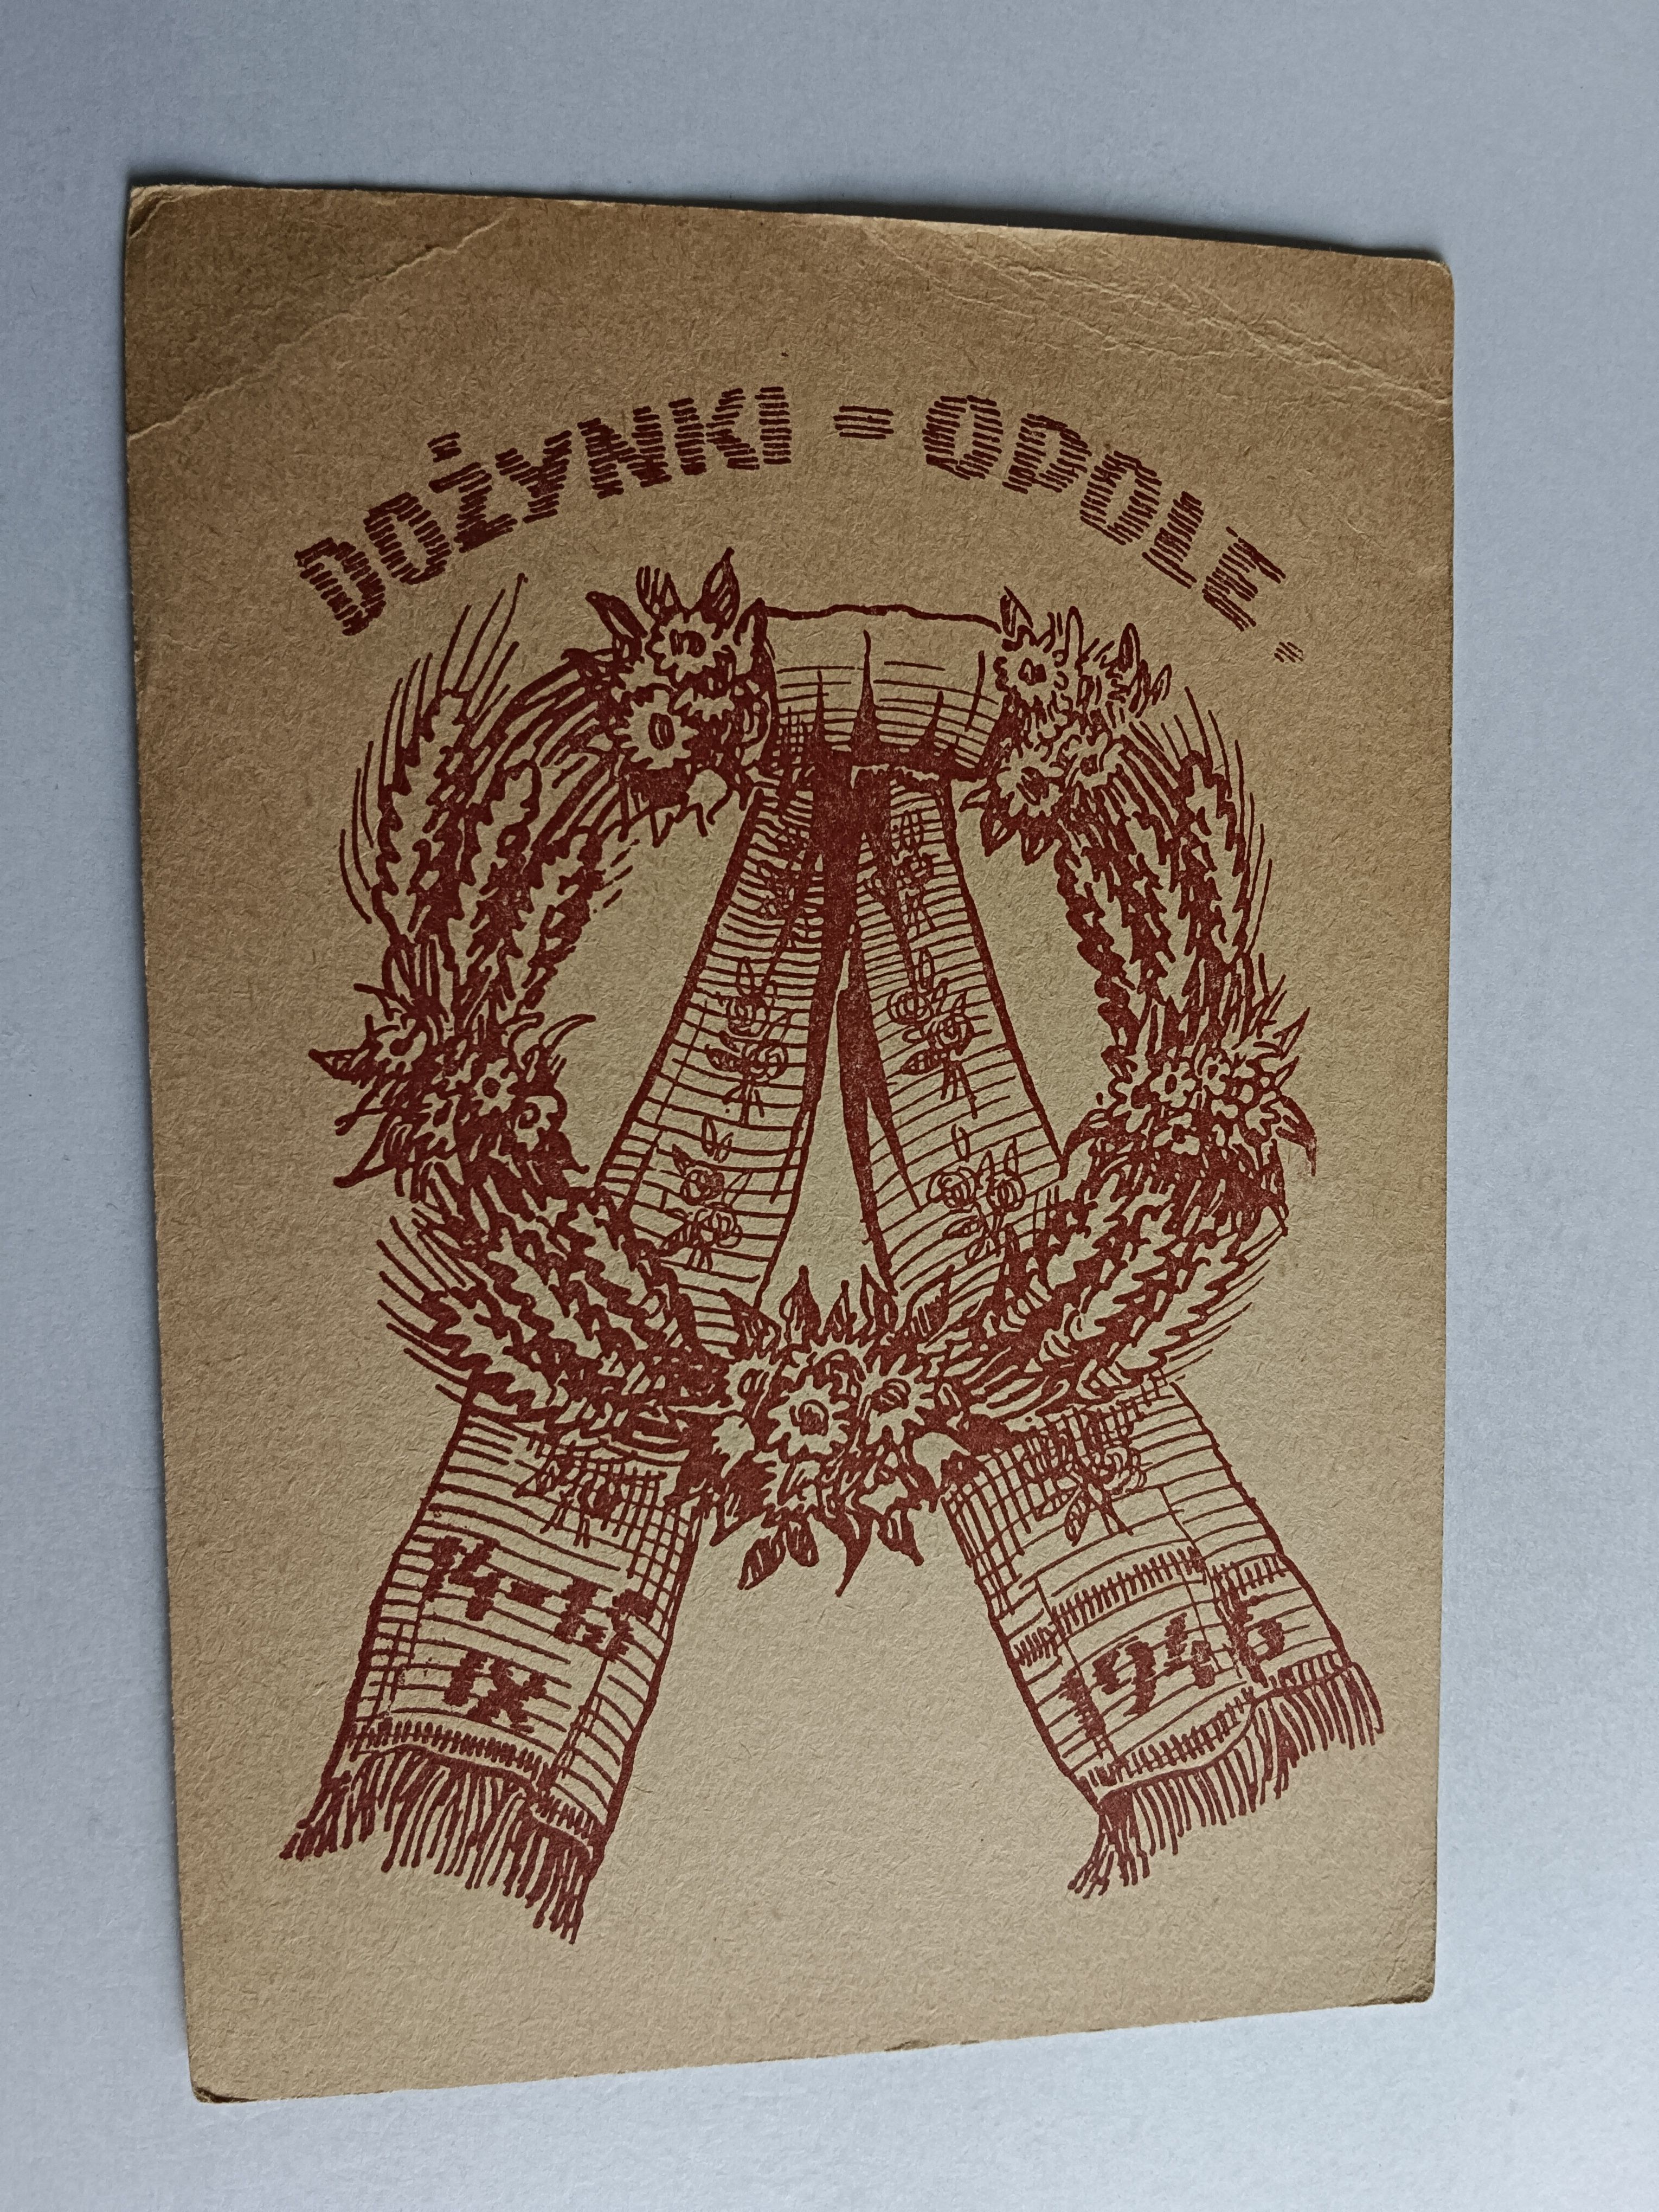 DOŻYNKI = OPOLE.
14-15
IX
1946